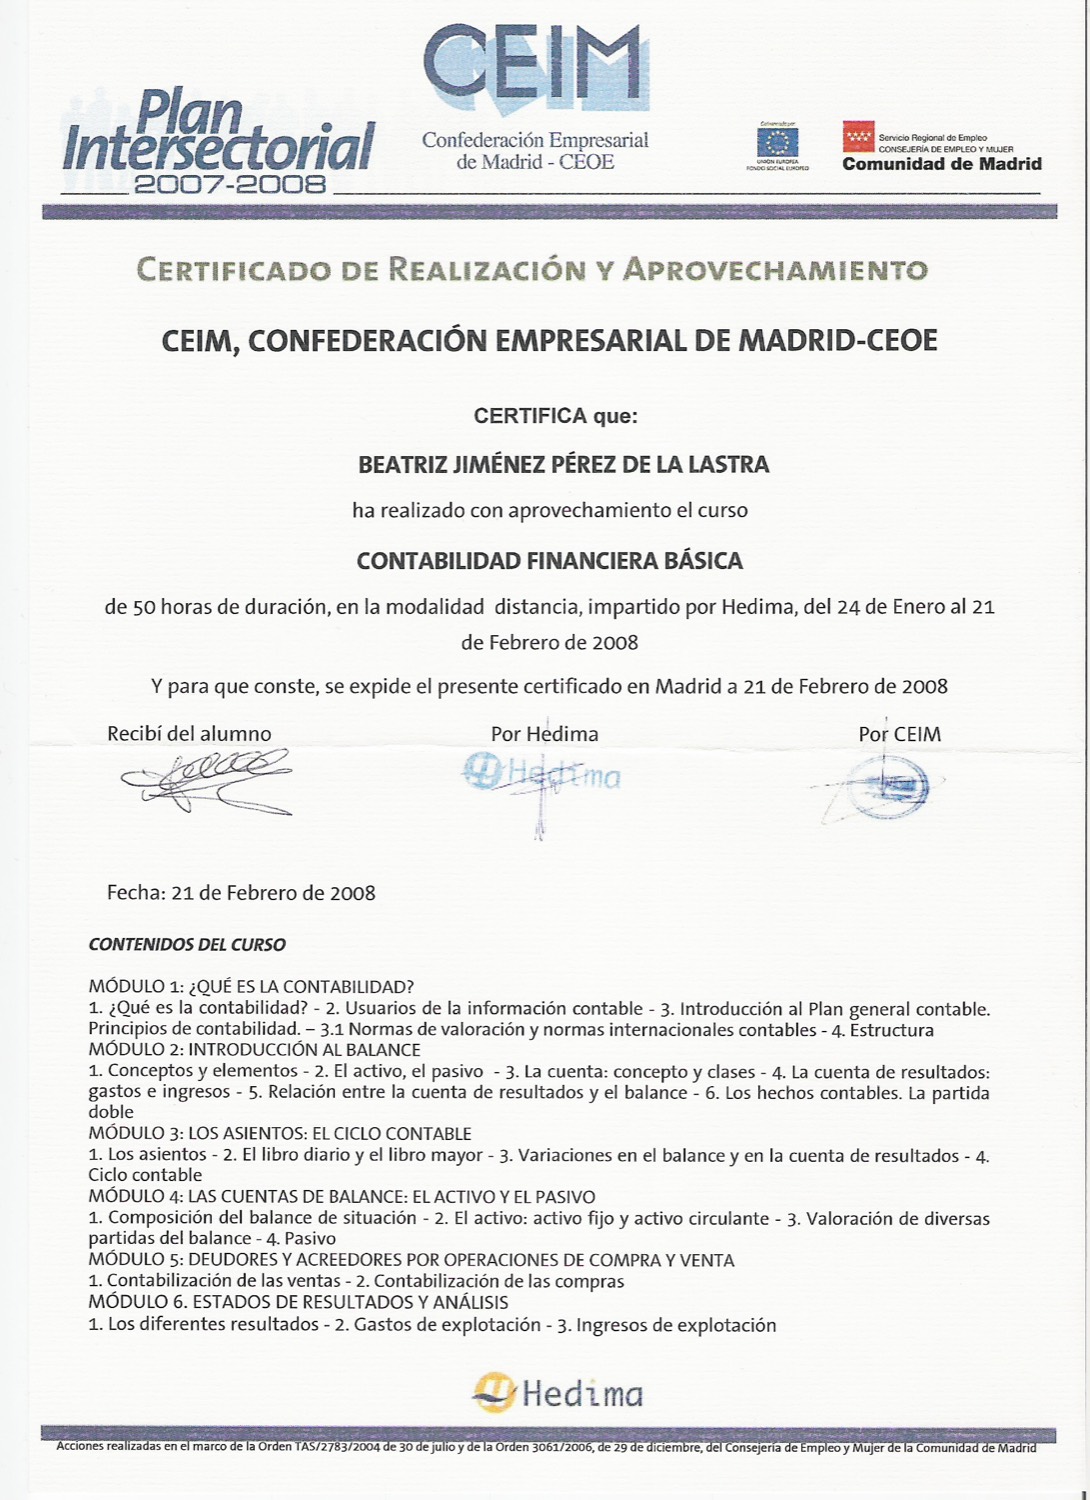 CEIM
Confederación Empresarial
de Madrid - CEOE
Plan
Intersectorial
2007-2008
Cofinanciado por
UNIÓN EUROPEA
FONDO SOCIAL EUROPEO
Servicio Regional de Empleo
CONSEJERÍA DE EMPLEO Y MUJER
Comunidad de Madrid
CERTIFICADO DE REALIZACIÓN Y APROVECHAMIENTO
CEIM, CONFEDERACIÓN EMPRESARIAL DE MADRID-CEOE
CERTIFICA que:
BEATRIZ JIMÉNEZ PÉREZ DE LA LASTRA
ha realizado con aprovechamiento el curso
CONTABILIDAD FINANCIERA BÁSICA
de 50 horas de duración, en la modalidad distancia, impartido por Hedima, del 24 de Enero al 21
de Febrero de 2008
Y para que conste, se expide el presente certificado en Madrid a 21 de Febrero de 2008
Recibí del alumno Por Hedima Por CEIM
Hedima
Fecha: 21 de Febrero de 2008
CONTENIDOS DEL CURSO
MÓDULO 1: ¿QUÉ ES LA CONTABILIDAD?
1. ¿Qué es la contabilidad? - 2. Usuarios de la información contable - 3. Introducción al Plan general contable.
Principios de contabilidad. – 3.1 Normas de valoración y normas internacionales contables - 4. Estructura
MÓDULO 2: INTRODUCCIÓN AL BALANCE
1. Conceptos y elementos - 2. El activo, el pasivo - 3. La cuenta: concepto y clases - 4. La cuenta de resultados:
gastos e ingresos - 5. Relación entre la cuenta de resultados y el balance - 6. Los hechos contables. La partida
doble
MÓDULO 3: LOS ASIENTOS: EL CICLO CONTABLE
1. Los asientos - 2. El libro diario y el libro mayor - 3. Variaciones en el balance y en la cuenta de resultados - 4.
Ciclo contable
MÓDULO 4: LAS CUENTAS DE BALANCE: EL ACTIVO Y EL PASIVO
1. Composición del balance de situación - 2. El activo: activo fijo y activo circulante - 3. Valoración de diversas
partidas del balance - 4. Pasivo
MÓDULO 5: DEUDORES Y ACREEDORES POR OPERACIONES DE COMPRA Y VENTA
1. Contabilización de las ventas - 2. Contabilización de las compras
MÓDULO 6. ESTADOS DE RESULTADOS Y ANÁLISIS
1. Los diferentes resultados - 2. Gastos de explotación - 3. Ingresos de explotación
Hedima
Acciones realizadas en el marco de la Orden TAS/2783/2004 de 30 de julio y de la Orden 3061/2006, de 29 de diciembre, del Consejería de Empleo y Mujer de la Comunidad de Madrid